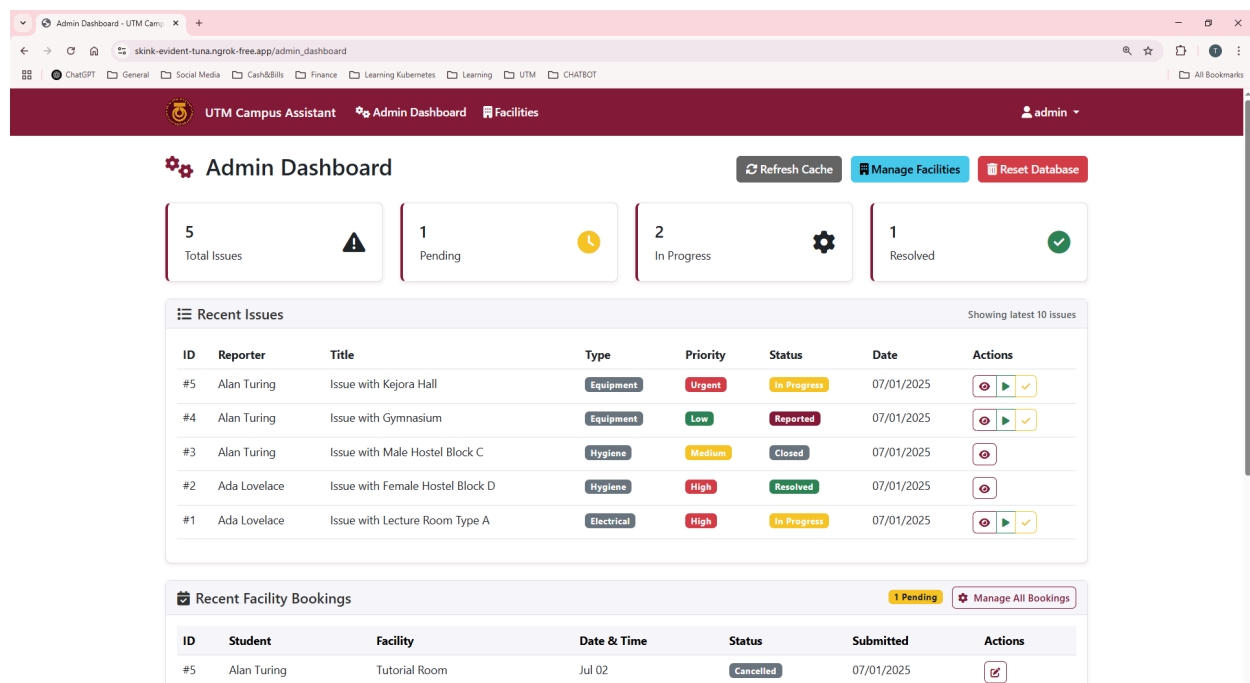 Admin Dashboard - UTM Camp
skink-evident-tuna.ngrok-free.app/admin_dashboard
T
ChatGPT General Social Media Cash&Bills Finance Learning Kubernetes Learning UTM CHATBOT All Bookmarks
UTM Campus Assistant Admin Dashboard Facilities admin
Admin Dashboard Refresh Cache Manage Facilities Reset Database
5 1 2 1
Total Issues Pending In Progress Resolved
Recent Issues Showing latest 10 issues
ID Reporter Title Type Priority Status Date Actions
#5 Alan Turing Issue with Kejora Hall Equipment Urgent In Progress 07/01/2025
#4 Alan Turing Issue with Gymnasium Equipment Low Reported 07/01/2025
#3 Alan Turing Issue with Male Hostel Block C Hygiene Medium Closed 07/01/2025
#2 Ada Lovelace Issue with Female Hostel Block D Hygiene High Resolved 07/01/2025
#1 Ada Lovelace Issue with Lecture Room Type A Electrical High In Progress 07/01/2025
Recent Facility Bookings 1 Pending Manage All Bookings
ID Student Facility Date & Time Status Submitted Actions
#5 Alan Turing Tutorial Room Jul 02 Cancelled 07/01/2025